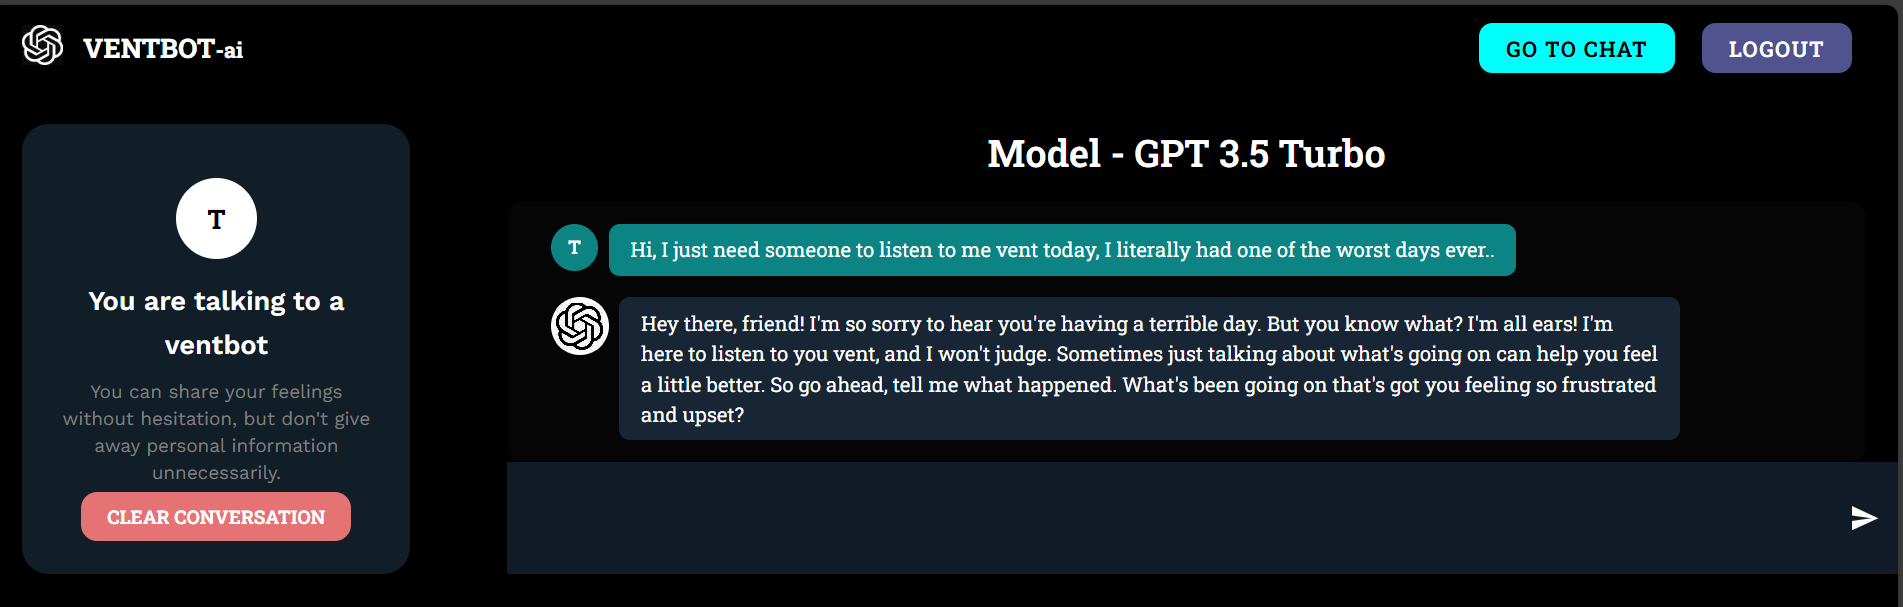 VENTBOT-ai
GO TO CHAT
LOGOUT
T
You are talking to a
ventbot
You can share your feelings
without hesitation, but don't give
away personal information
unnecessarily.
CLEAR CONVERSATION
Model - GPT 3.5 Turbo
T
Hi, I just need someone to listen to me vent today, I literally had one of the worst days ever..
Hey there, friend! I'm so sorry to hear you're having a terrible day. But you know what? I'm all ears! I'm
here to listen to you vent, and I won't judge. Sometimes just talking about what's going on can help you feel
a little better. So go ahead, tell me what happened. What's been going on that's got you feeling so frustrated
and upset?